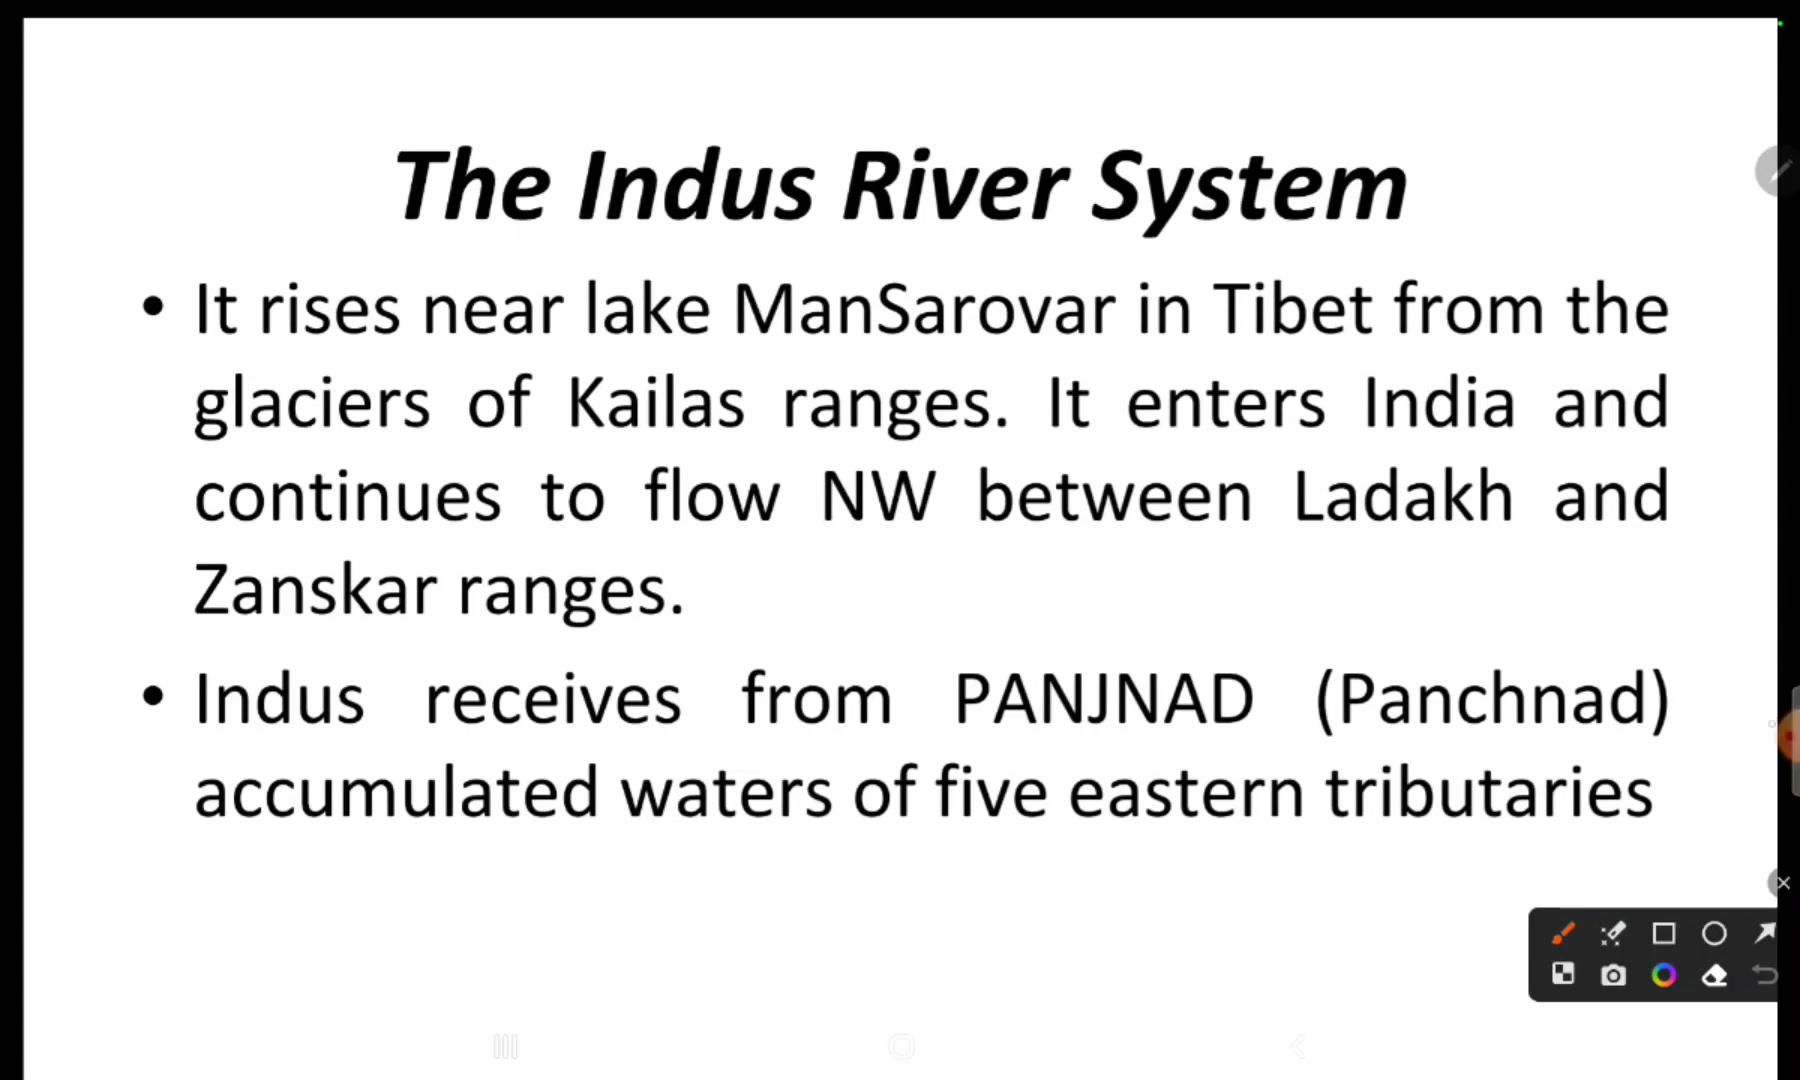 The Indus River System
• It rises near lake ManSarovar in Tibet from the
glaciers of Kailas ranges. It enters India and
continues to flow NW between Ladakh and
Zanskar ranges.
• Indus receives from PANJNAD (Panchnad)
accumulated waters of five eastern tributaries